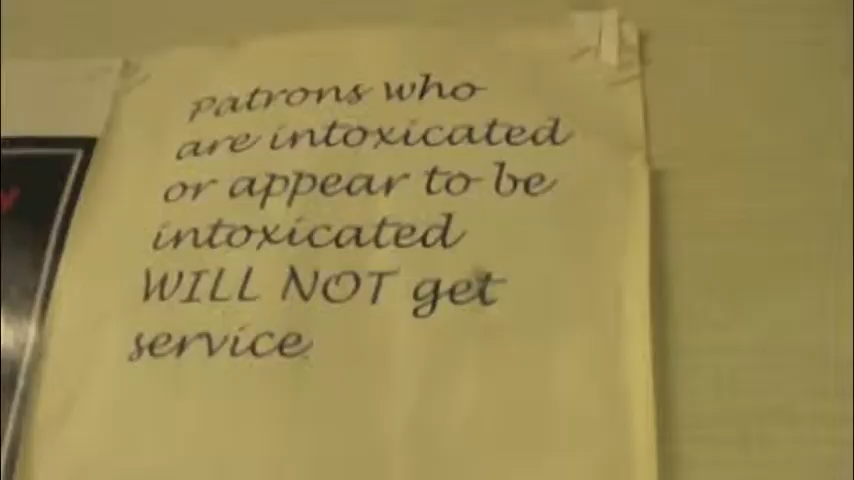 patrons who
are intoxicated
or appear to be
intoxicated
WILL NOT get
service